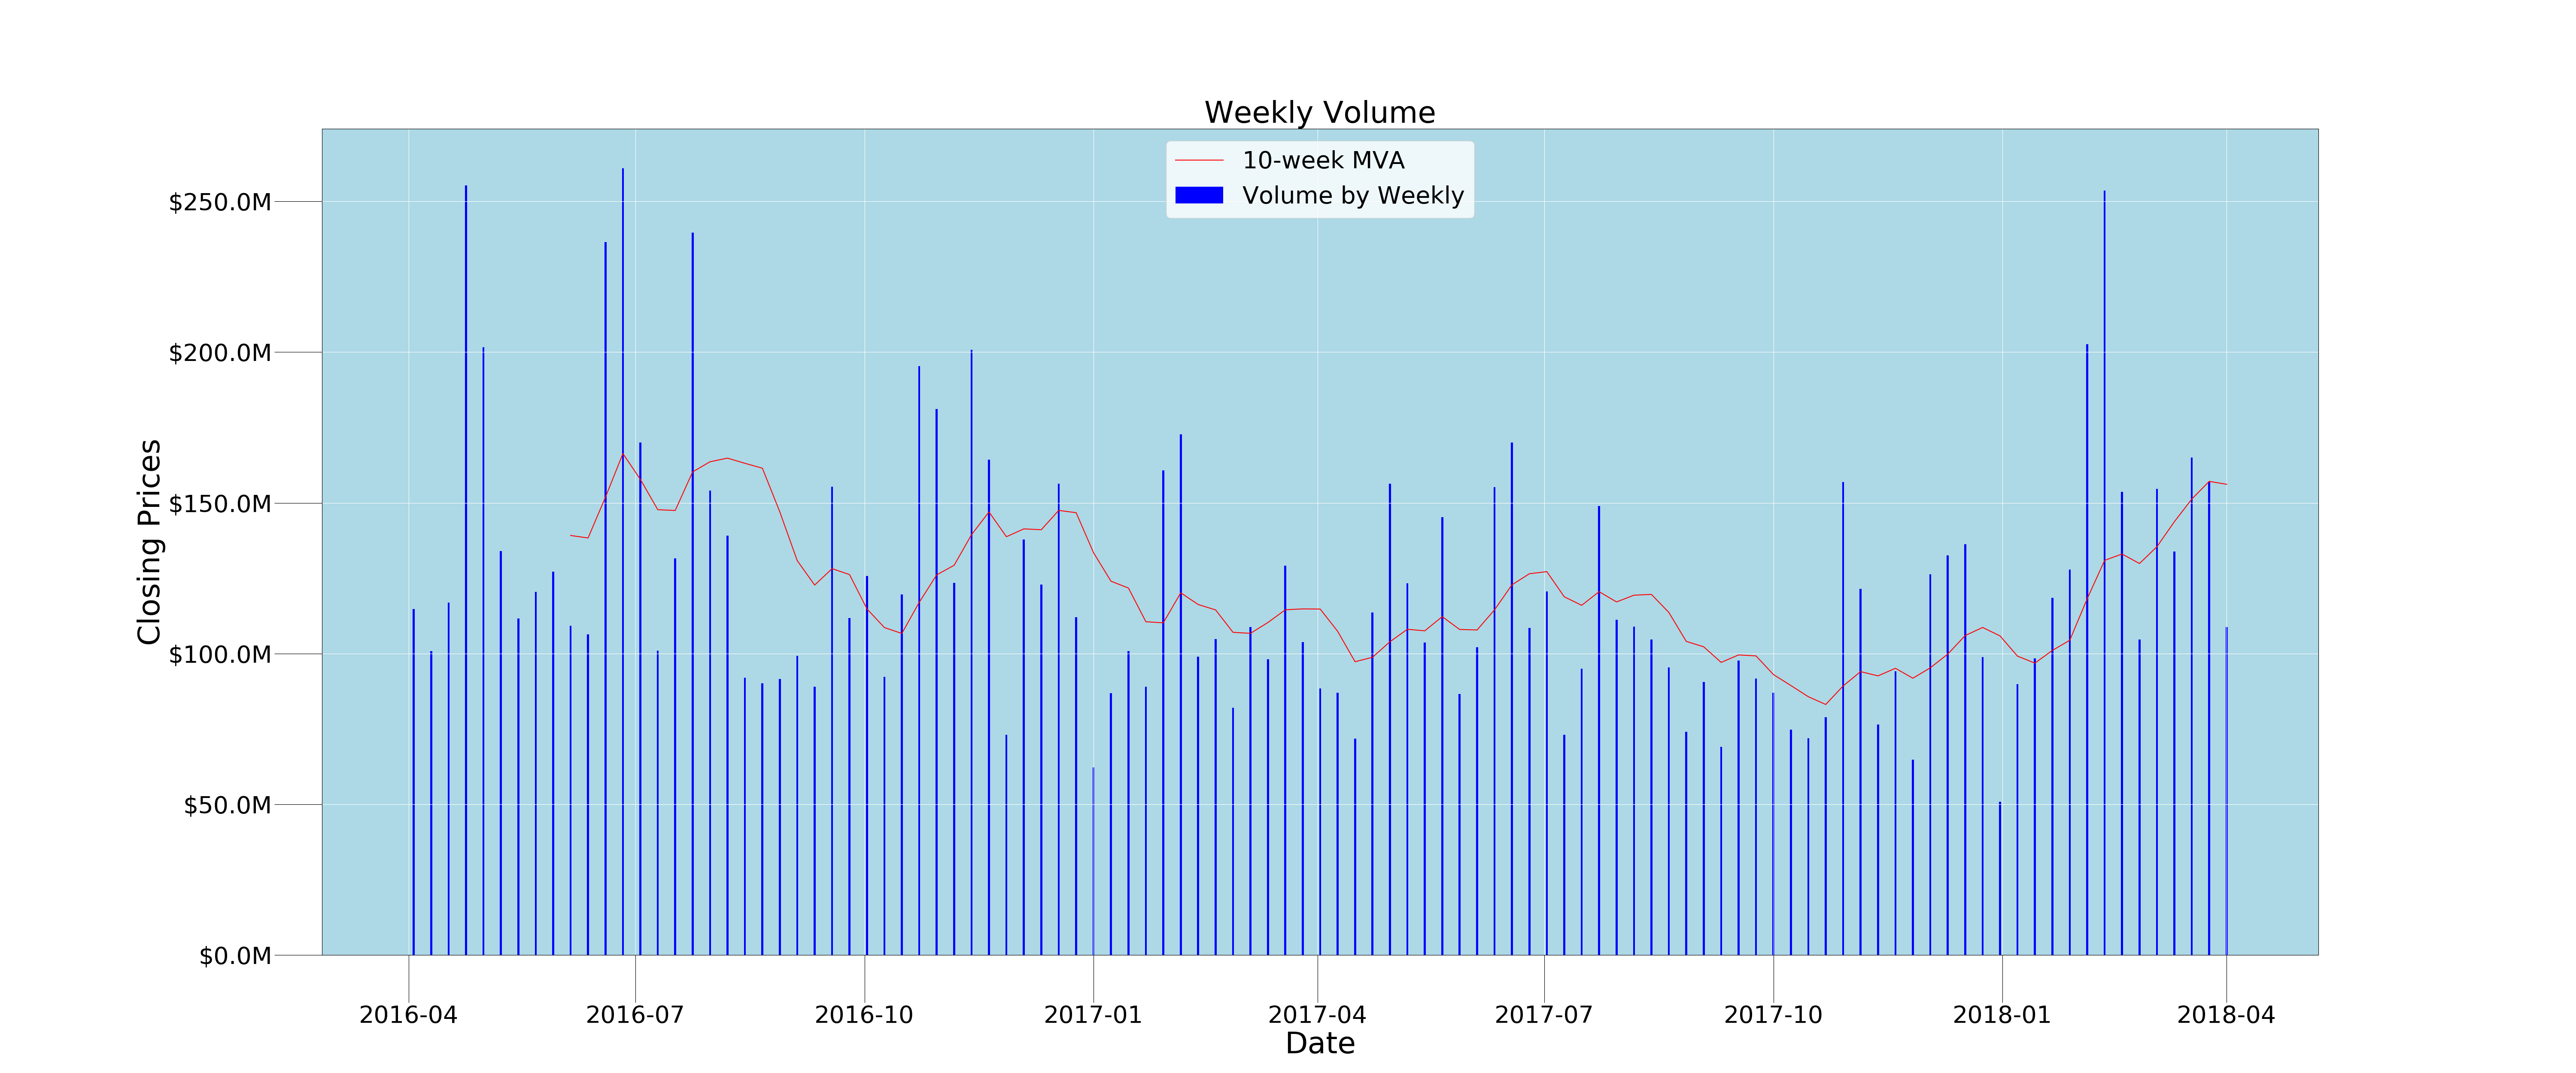 Weekly Volume
10-week MVA
Volume by Weekly
Closing Prices
$250.0M
$200.0M
$150.0M
$100.0M
$50.0M
$0.0M
2016-04 2016-07 2016-10 2017-01 2017-04 2017-07 2017-10 2018-01 2018-04
Date